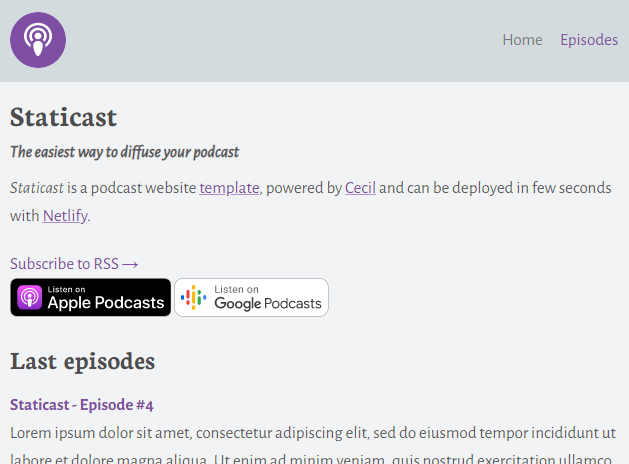 Home Episodes
Staticast
The easiest way to diffuse your podcast
Staticast is a podcast website template, powered by Cecil and can be deployed in few seconds
with Netlify.
Subscribe to RSS →
Listen on
Apple Podcasts
Listen on
Google Podcasts
Last episodes
Staticast - Episode #4
Lorem ipsum dolor sit amet, consectetur adipiscing elit, sed do eiusmod tempor incididunt ut
labore et dolore magna aliqua. Ut enim ad minim veniam, quis nostrud exercitation ullamco